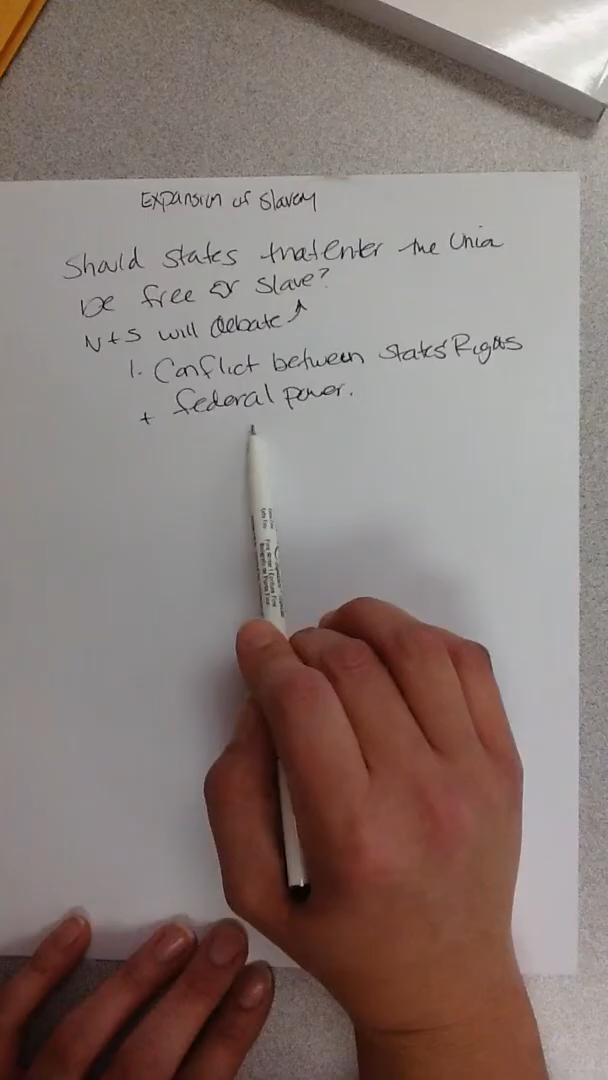 Expansion of Slavery
Should states that enter the Union
be free or slave?
N + S will debate
1. Conflict between States' Rights
+ federal power.